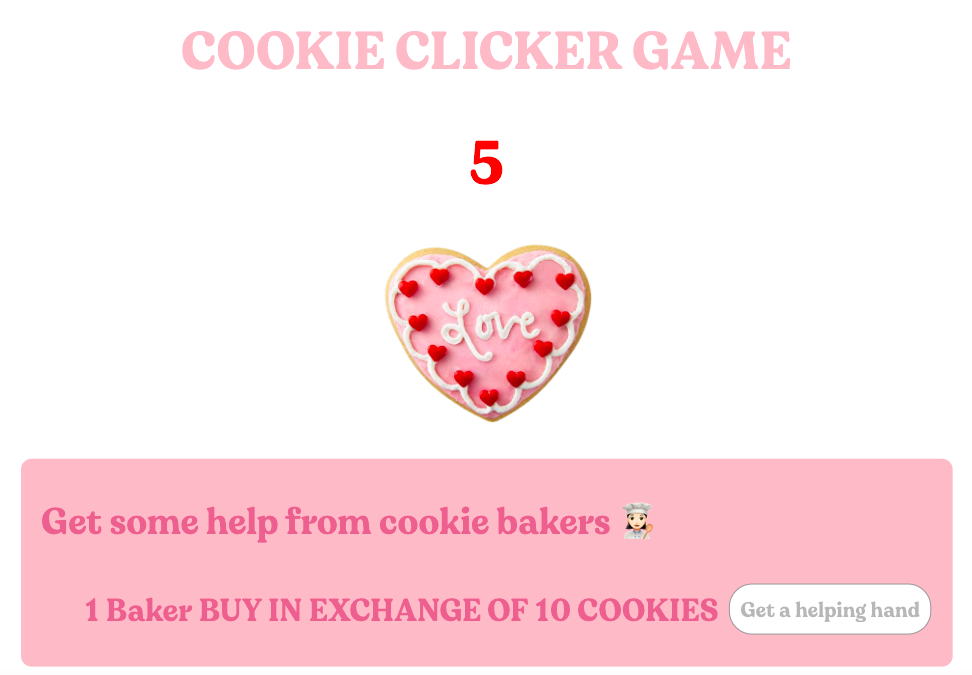 COOKIE CLICKER GAME
5
Love
Get some help from cookie bakers 👩🏻‍🍳
1 Baker BUY IN EXCHANGE OF 10 COOKIES Get a helping hand